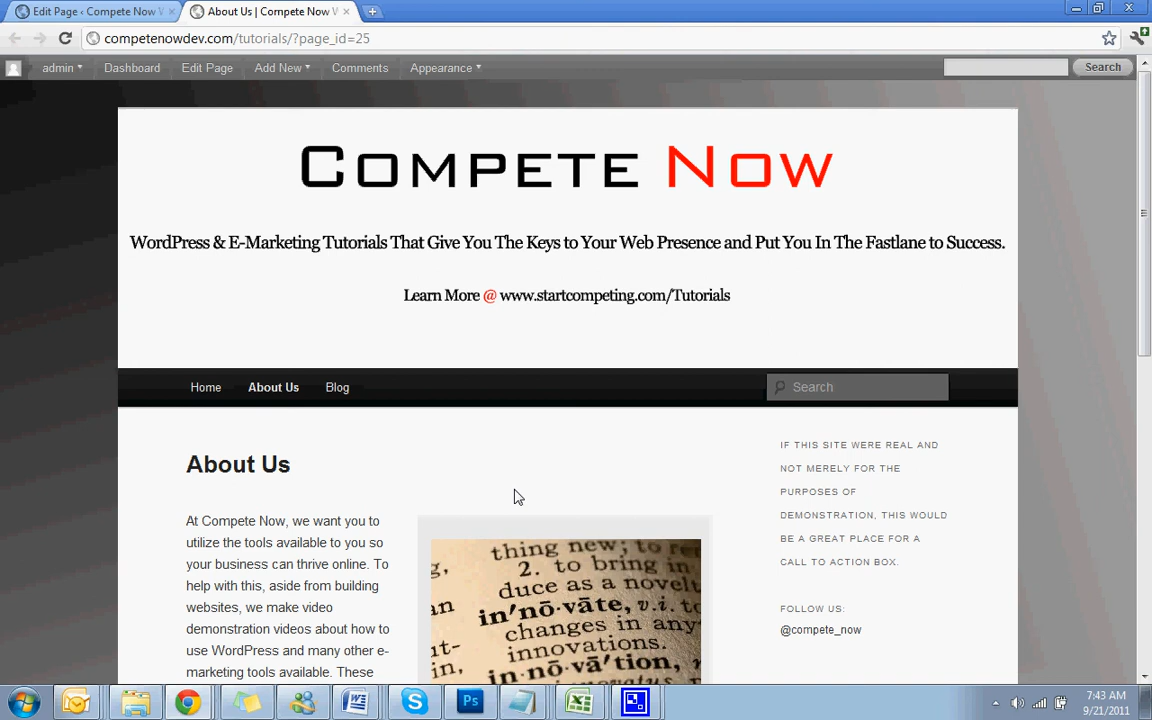 Edit Page ‹ Compete Now W
About Us | Compete Now W
competenowdev.com/tutorials/?page_id=25
admin Dashboard Edit Page Add New Comments Appearance Search
COMPETE NOW
WordPress & E-Marketing Tutorials That Give You The Keys to Your Web Presence and Put You In The Fastlane to Success.
Learn More @ www.startcompeting.com/Tutorials
Home About Us Blog Search
About Us
At Compete Now, we want you to
utilize the tools available to you so
your business can thrive online. To
help with this, aside from building
websites, we make video
demonstration videos about how to
use WordPress and many other e-
marketing tools available. These
thing new; to re
2. to bring in
duce as a novel
in′nō·vāte, v.i. to
changes in any
innovations.
in·nō·vā′tion,
IF THIS SITE WERE REAL AND
NOT MERELY FOR THE
PURPOSES OF
DEMONSTRATION, THIS WOULD
BE A GREAT PLACE FOR A
CALL TO ACTION BOX.
FOLLOW US:
@compete_now
7:43 AM
9/21/2011